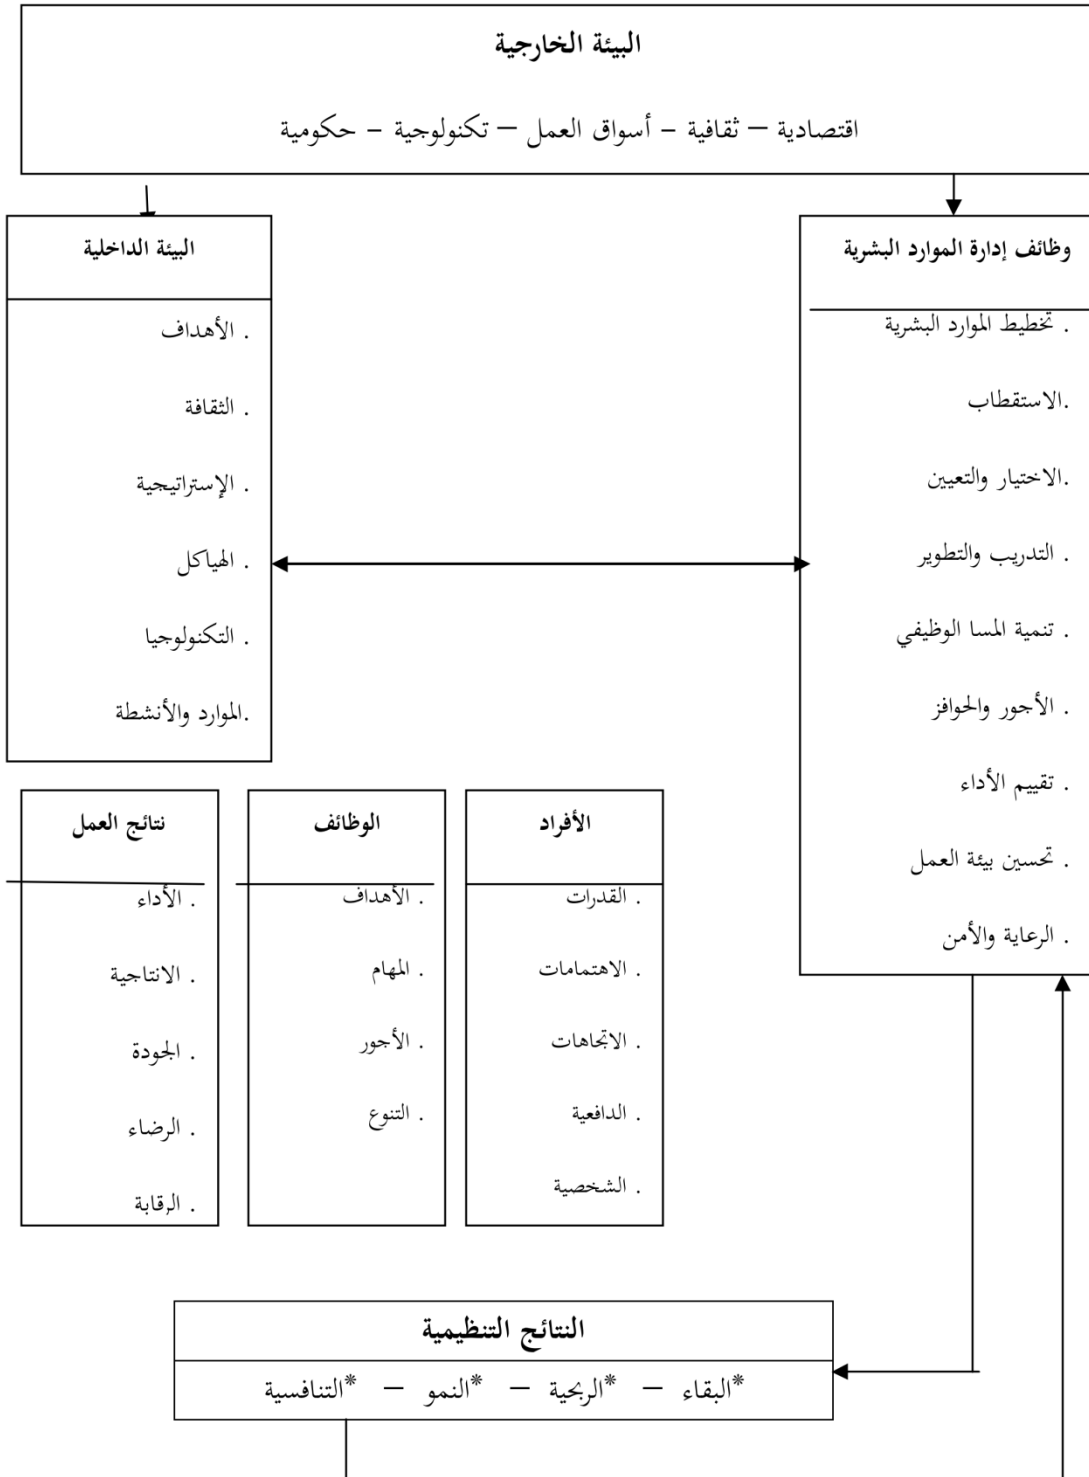 البيئة الخارجية
اقتصادية – ثقافية - أسواق العمل – تكنولوجية - حكومية
وظائف إدارة الموارد البشرية
. تخطيط الموارد البشرية
.الاستقطاب
.الاختيار والتعيين
. التدريب والتطوير
. تنمية المسا الوظيفي
. الأجور والحوافز
. تقييم الأداء
. تحسين بيئة العمل
. الرعاية والأمن
البيئة الداخلية
. الأهداف
. الثقافة
. الإستراتيجية
. الهياكل
. التكنولوجيا
.الموارد والأنشطة
الأفراد
. القدرات
. الاهتمامات
. الاتجاهات
. الدافعية
. الشخصية
الوظائف
. الأهداف
. المهام
. الأجور
. التنوع
نتائج العمل
. الأداء
. الانتاجية
. الجودة
. الرضاء
. الرقابة
النتائج التنظيمية
*البقاء – *الربحية – *النمو – *التنافسية